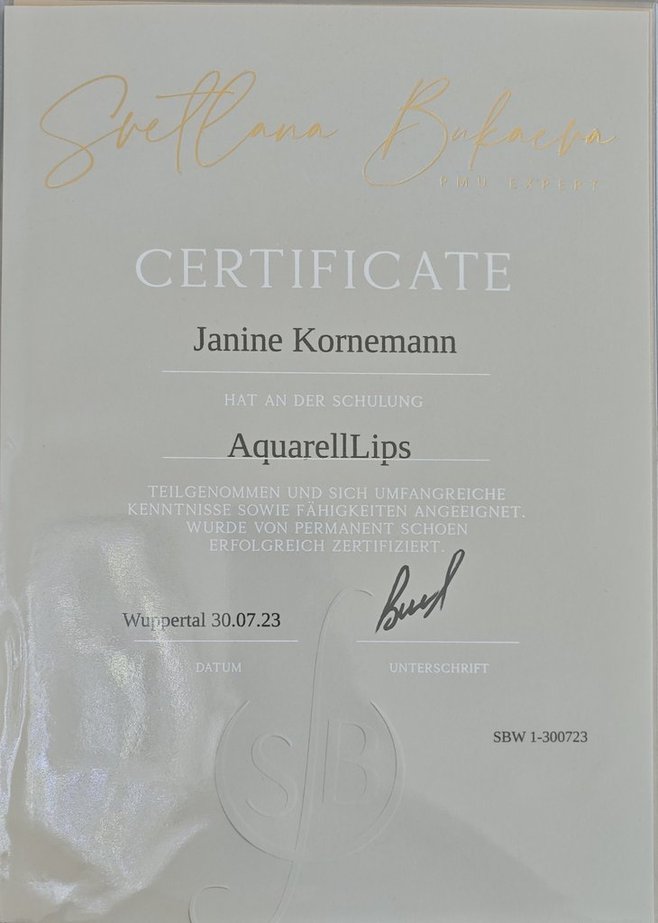 Svetlana Bukaeva
PMU EXPERT
CERTIFICATE
Janine Kornemann
HAT AN DER SCHULUNG
AquarellLips
TEILGENOMMEN UND SICH UMFANGREICHE
KENNTNISSE SOWIE FÄHIGKEITEN ANGEEIGNET.
WURDE VON PERMANENT SCHOEN
ERFOLGREICH ZERTIFIZIERT.
Wuppertal 30.07.23
DATUM
UNTERSCHRIFT
SBW 1-300723
SB